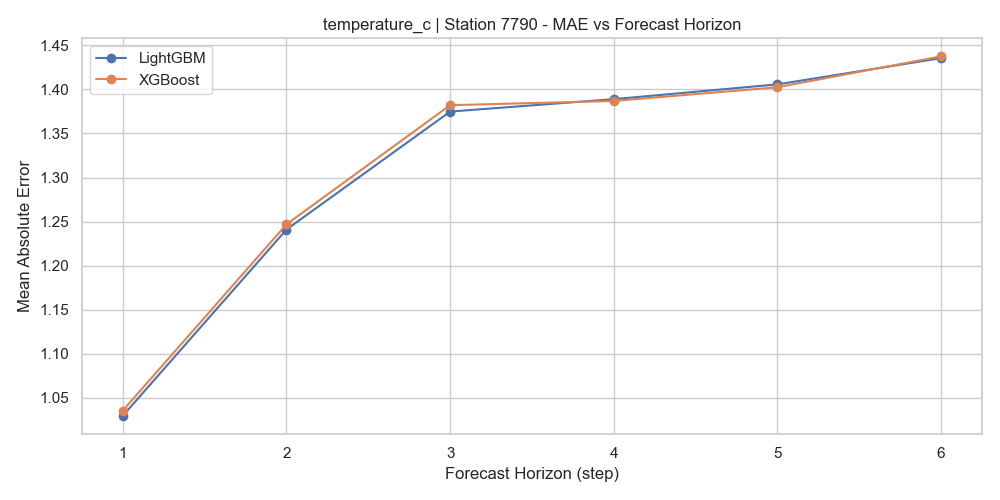 temperature_c | Station 7790 - MAE vs Forecast Horizon
LightGBM
XGBoost
Mean Absolute Error
1.45
1.40
1.35
1.30
1.25
1.20
1.15
1.10
1.05
1 2 3 4 5 6
Forecast Horizon (step)